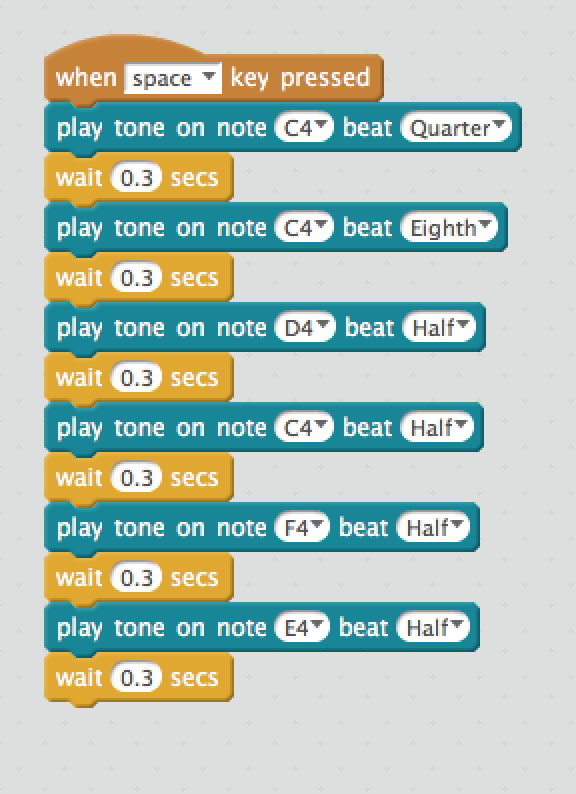 when space key pressed
play tone on note C4 beat Quarter
wait 0.3 secs
play tone on note C4 beat Eighth
wait 0.3 secs
play tone on note D4 beat Half
wait 0.3 secs
play tone on note C4 beat Half
wait 0.3 secs
play tone on note F4 beat Half
wait 0.3 secs
play tone on note E4 beat Half
wait 0.3 secs